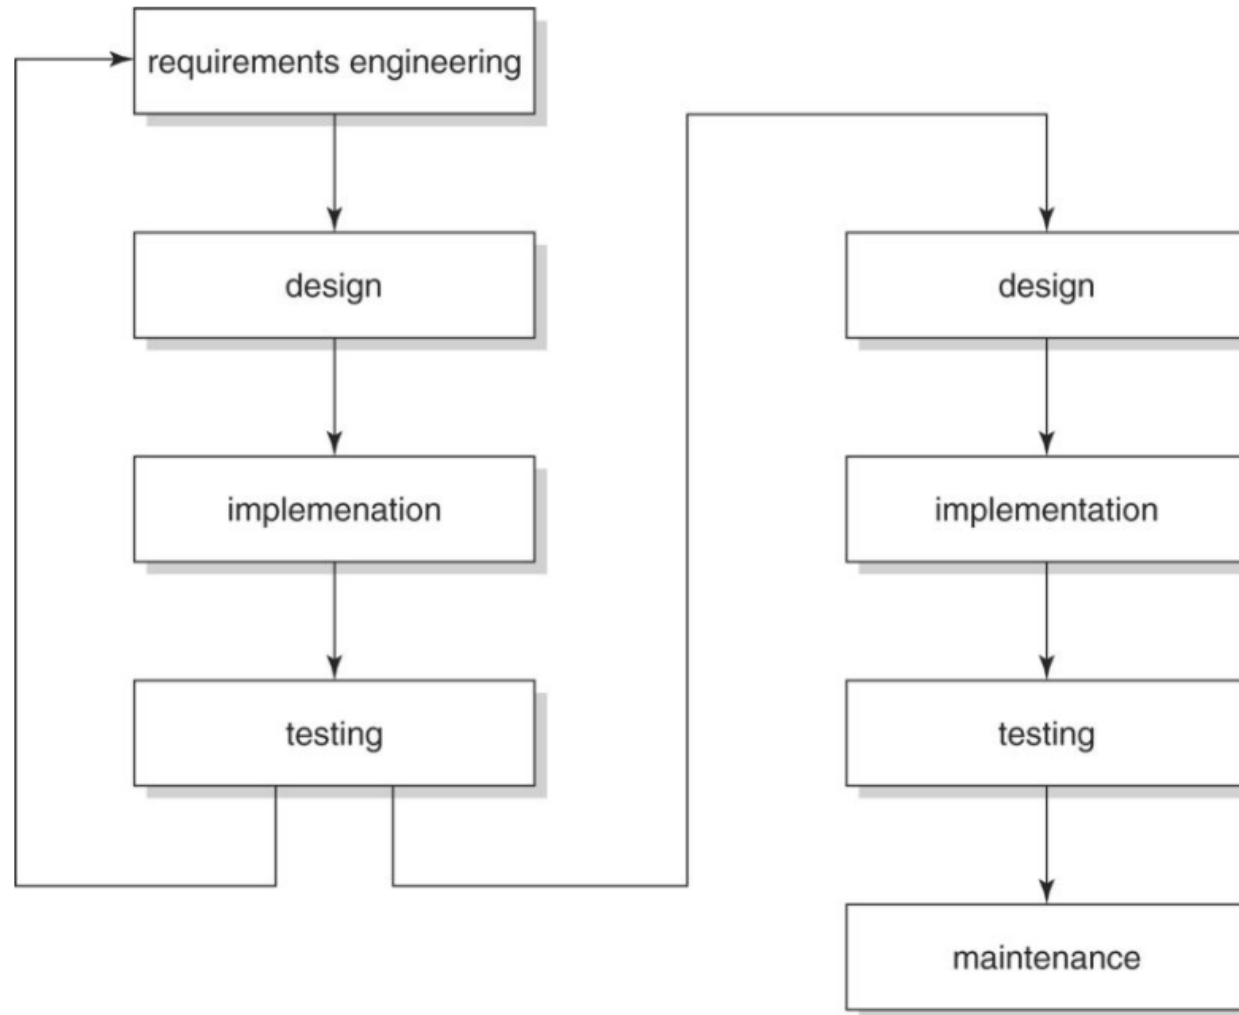 requirements engineering
design
implemenation
testing
design
implementation
testing
maintenance